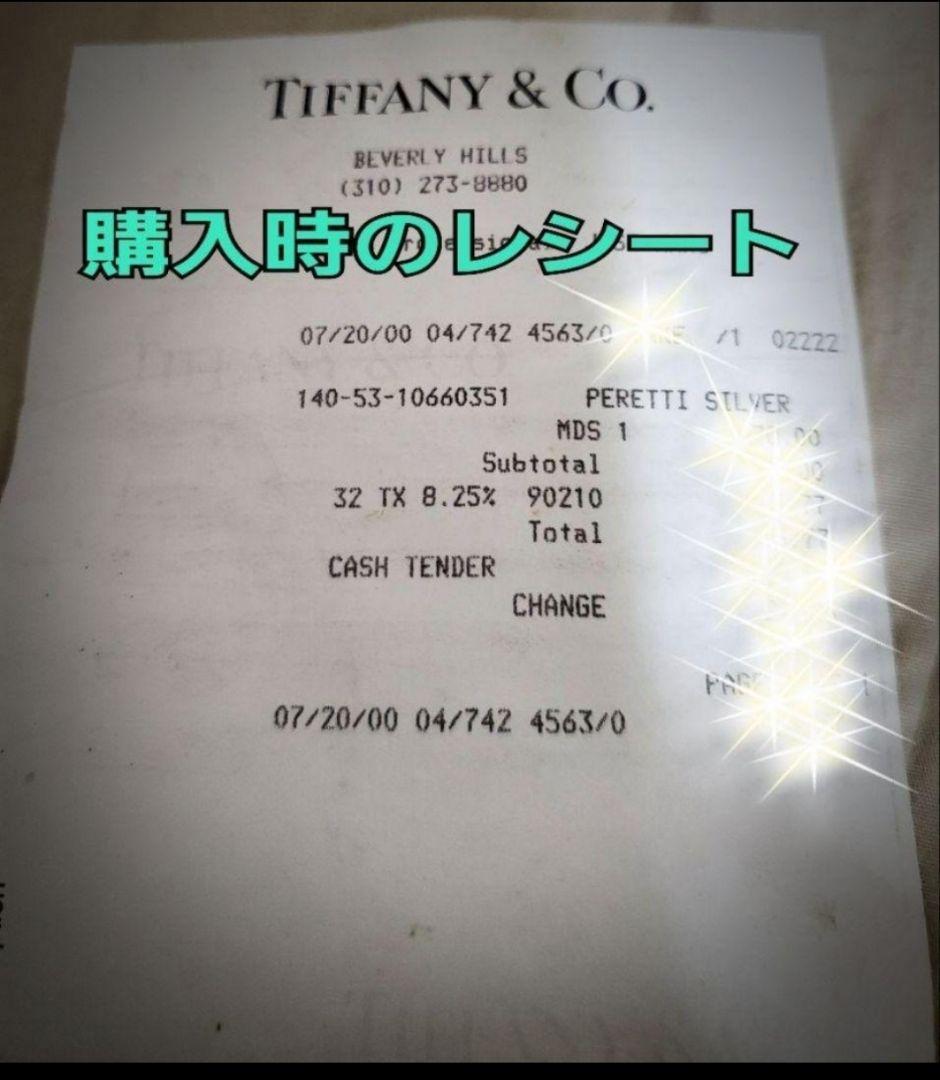 TIFFANY & CO.
BEVERLY HILLS
(310) 273-8880
購入時のレシート
07/20/00 04/742 4563/0 /1 02222
140-53-10660351 PERETTI SILVER
MDS 1
Subtotal
32 TX 8.25% 90210
Total
CASH TENDER
CHANGE
07/20/00 04/742 4563/0